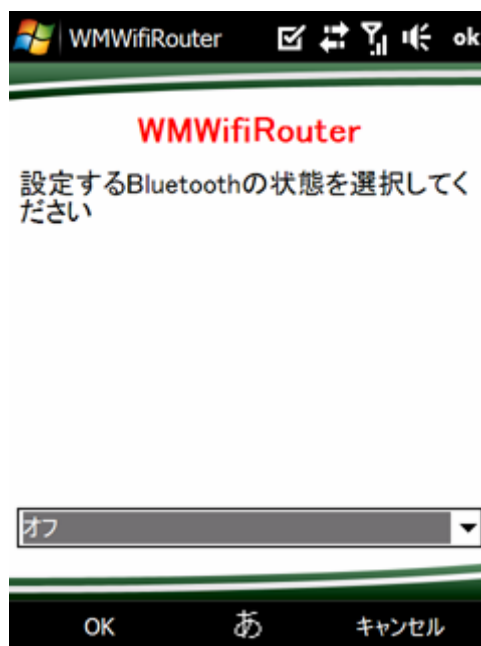 WMWifiRouter ok
WMWifiRouter
設定するBluetoothの状態を選択してく
ださい
オフ
OK あ キャンセル